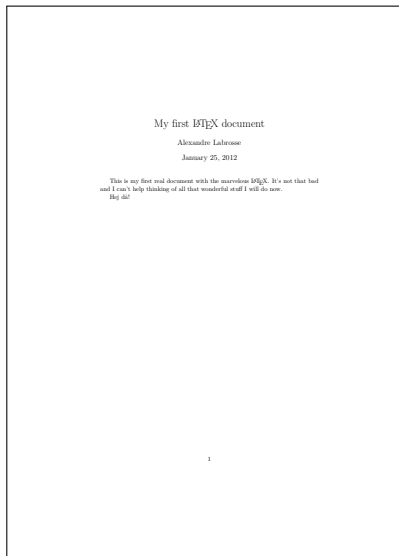 My first LATEX document
Alexandre Labrosse
January 25, 2012
This is my first real document with the marvelous LATEX. It's not that bad
and I can't help thinking of all that wonderful stuff I will do now.
Hej då!
1